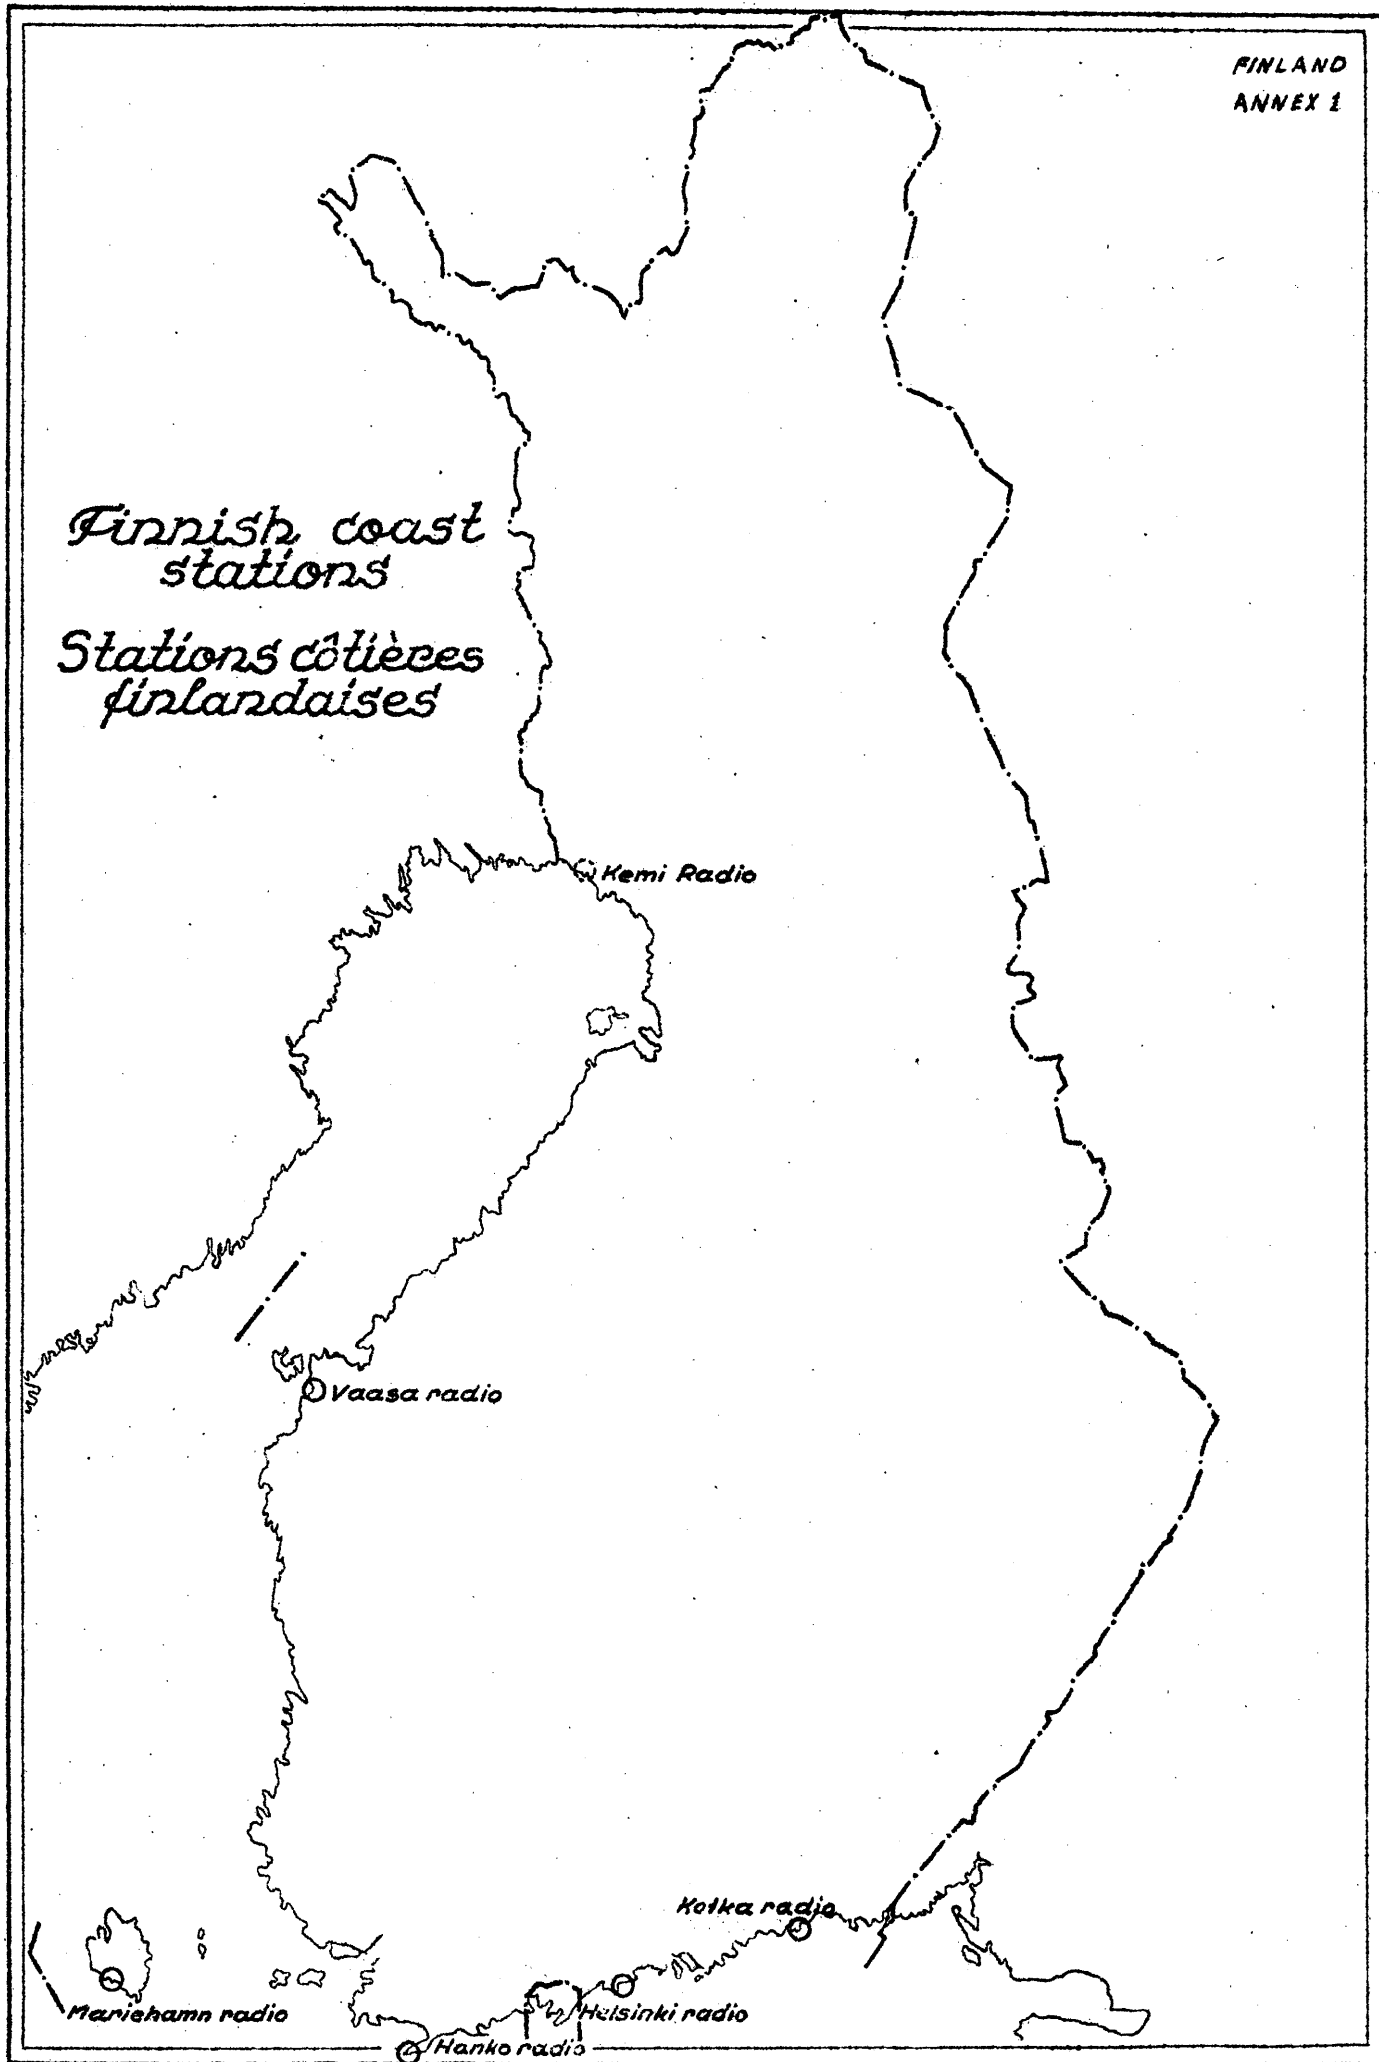 FINLAND
ANNEX 1
Finnish coast
stations
Stations côtières
finlandaises
Kemi Radio
Vaasa radio
Kotka radio
Mariehamn radio
Helsinki radio
Hanko radio